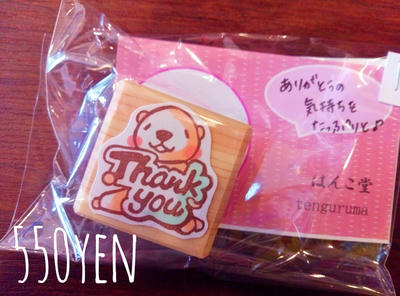 ありがとうの
気持ちを
たっぷりと♪
はんこ堂
tenguruma
Thank
you
550YEN